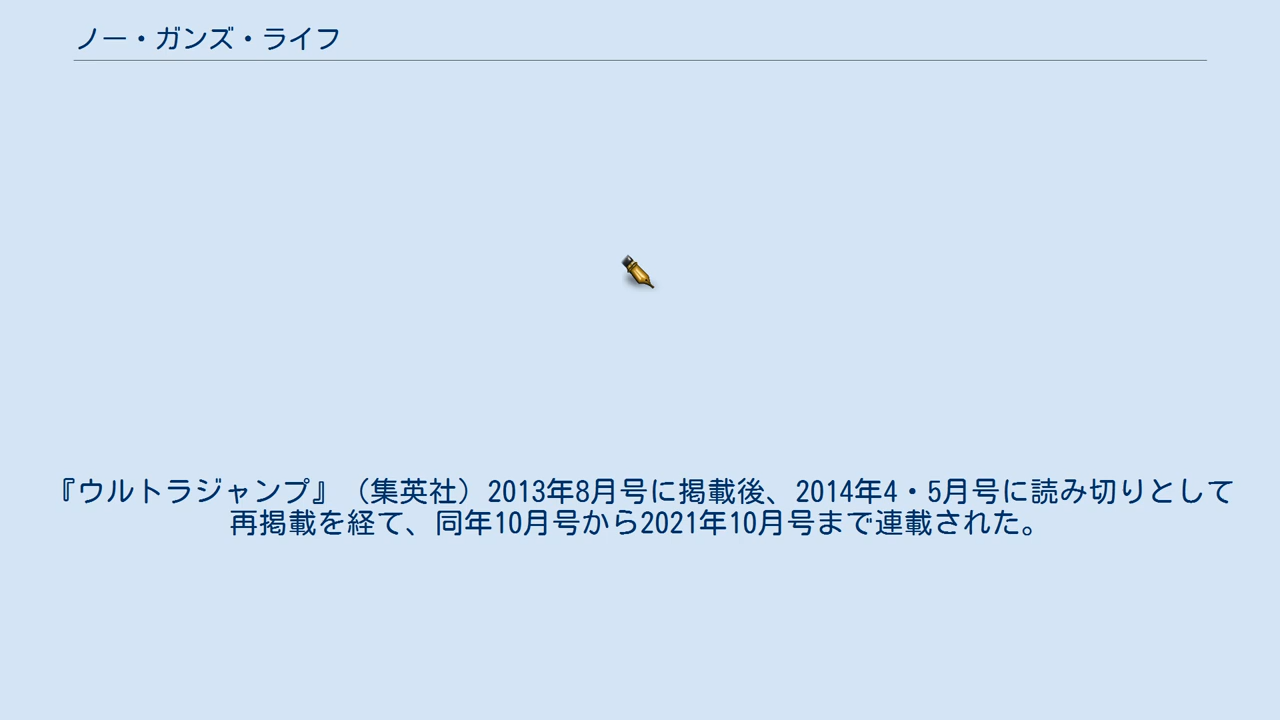 ノー・ガンズ・ライフ
『ウルトラジャンプ』（集英社）2013年8月号に掲載後、2014年4・5月号に読み切りとして
再掲載を経て、同年10月号から2021年10月号まで連載された。